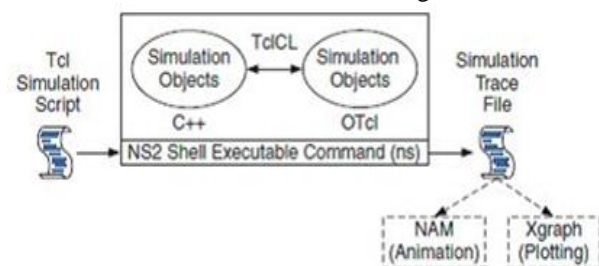 Tcl
Simulation
Script
Simulation
Objects
C++
TclCL
Simulation
Objects
OTcl
NS2 Shell Executable Command (ns)
Simulation
Trace
File
NAM
(Animation)
Xgraph
(Plotting)